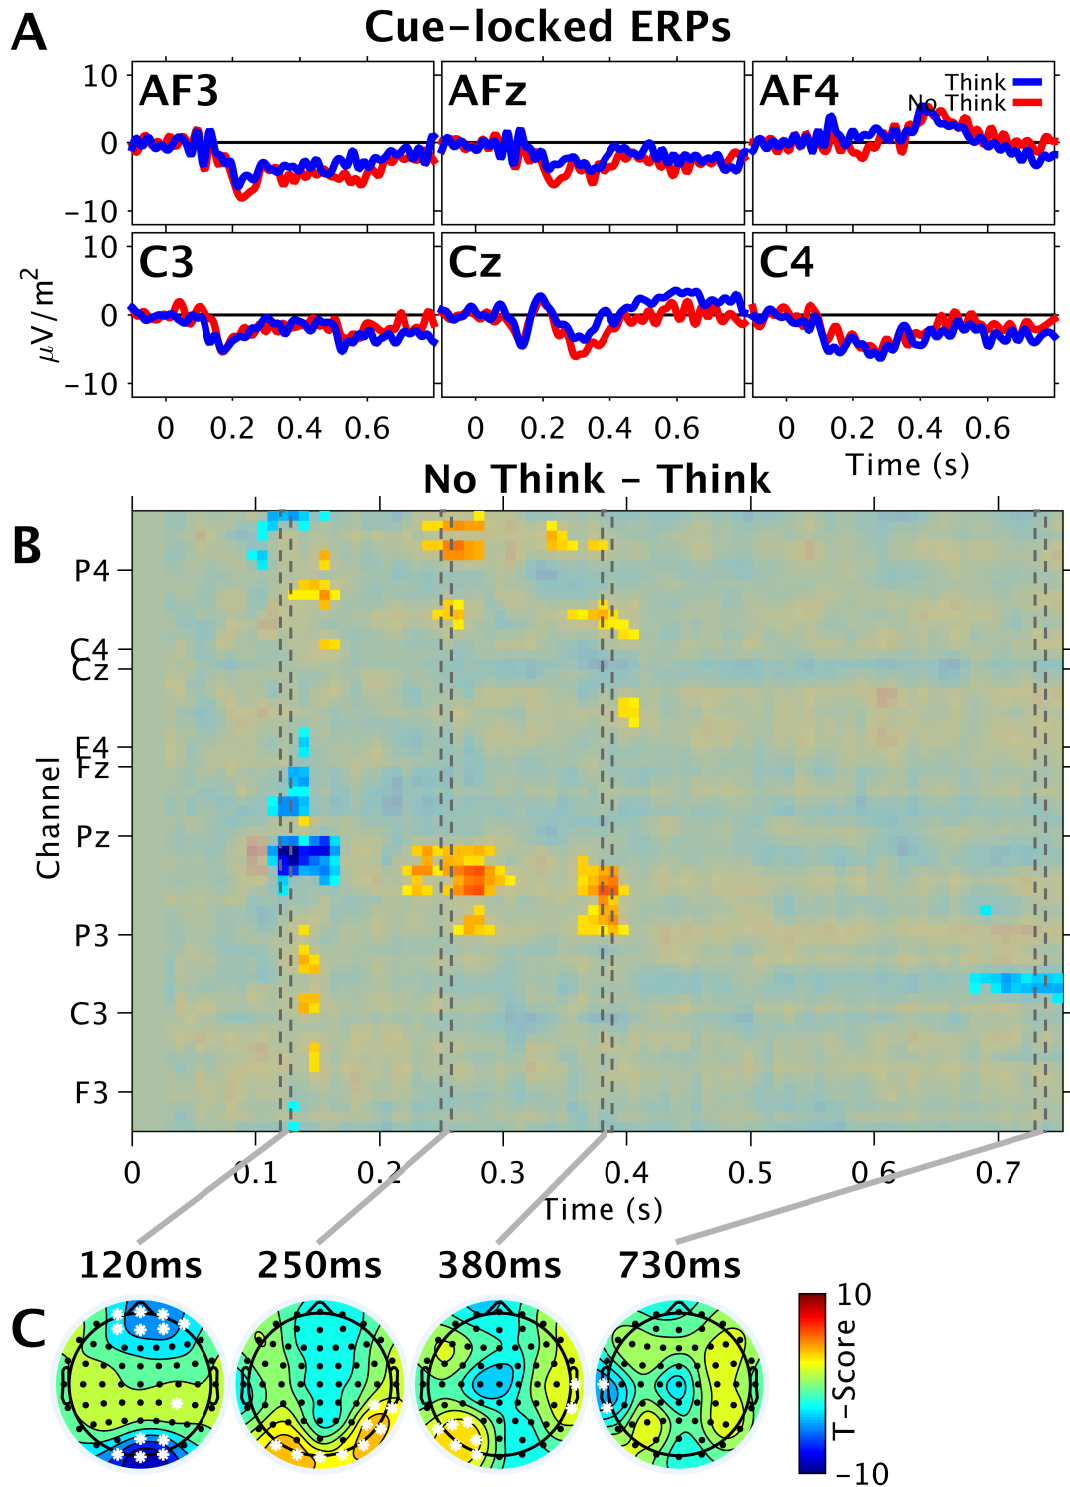 A
Cue-locked ERPs
10
0
-10
AF3
AFz
AF4
Think
No Think
μV/m²
10
0
-10
C3
Cz
C4
0 0.2 0.4 0.6
0 0.2 0.4 0.6
0 0.2 0.4 0.6
Time (s)
No Think - Think
B
Channel
P4
C4
Cz
F4
Fz
Pz
P3
C3
F3
0 0.1 0.2 0.3 0.4 0.5 0.6 0.7
Time (s)
120ms 250ms 380ms 730ms
C
10
T-Score
-10